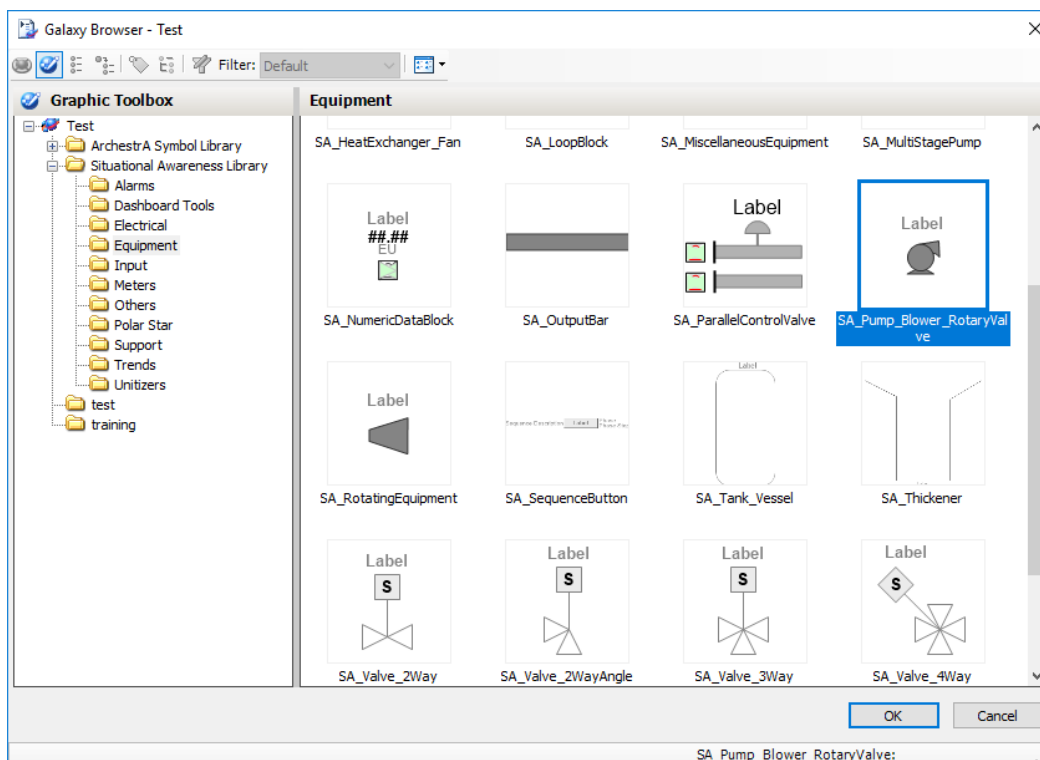 Galaxy Browser - Test
Filter: Default
Graphic Toolbox
Test
ArchestrA Symbol Library
Situational Awareness Library
Alarms
Dashboard Tools
Electrical
Equipment
Input
Meters
Others
Polar Star
Support
Trends
Unitizers
test
training
Equipment
SA_HeatExchanger_Fan SA_LoopBlock SA_MiscellaneousEquipment SA_MultiStagePump
Label
##.##
EU
Label
Label
SA_NumericDataBlock SA_OutputBar SA_ParallelControlValve SA_Pump_Blower_RotaryVal
ve
Label
Label
Label
SA_RotatingEquipment SA_SequenceButton SA_Tank_Vessel SA_Thickener
Label Label Label Label
S S S S
SA_Valve_2Way SA_Valve_2WayAngle SA_Valve_3Way SA_Valve_4Way
OK Cancel
SA_Pump_Blower_RotaryValve: